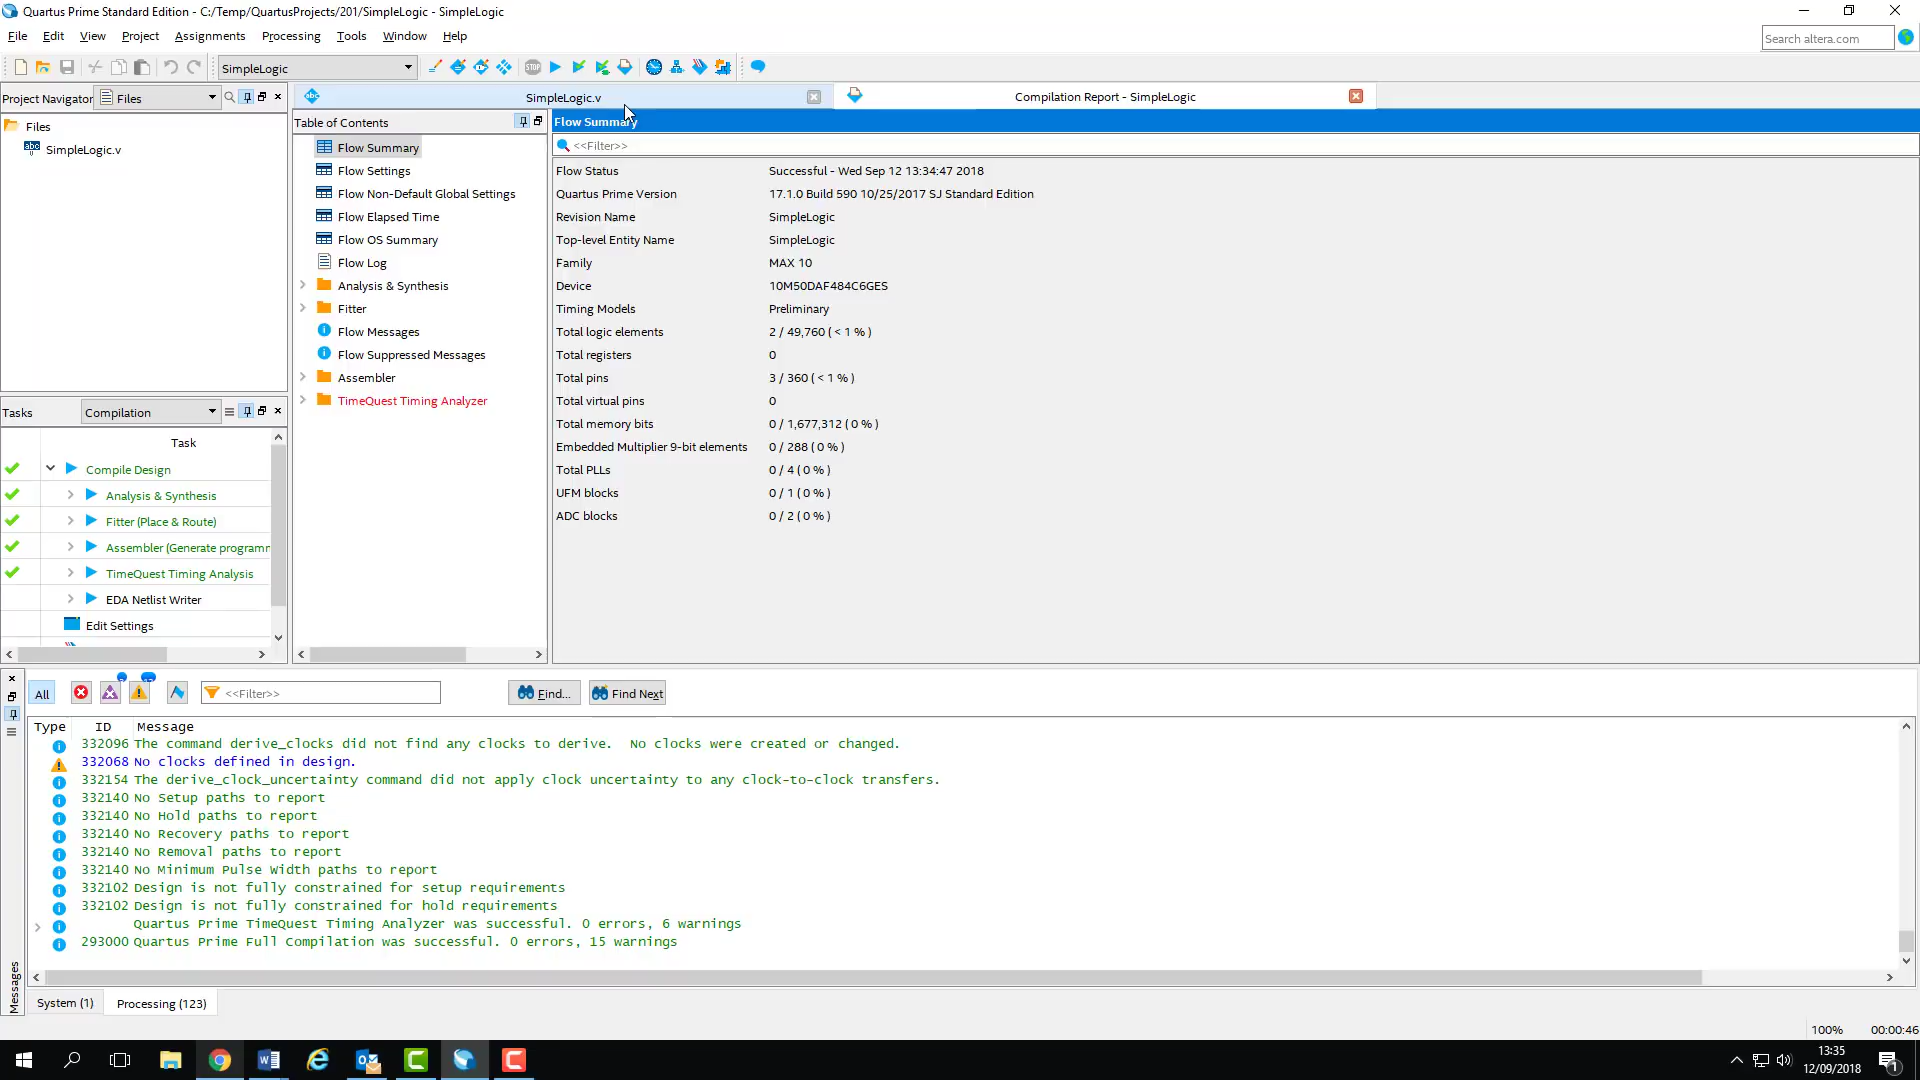 Quartus Prime Standard Edition - C:/Temp/QuartusProjects/201/SimpleLogic - SimpleLogic
File Edit View Project Assignments Processing Tools Window Help
Search altera.com
SimpleLogic
STOP
Project Navigator Files
Files
abc SimpleLogic.v
abc SimpleLogic.v
Compilation Report - SimpleLogic
Table of Contents
Flow Summary
Flow Settings
Flow Non-Default Global Settings
Flow Elapsed Time
Flow OS Summary
Flow Log
Analysis & Synthesis
Fitter
Flow Messages
Flow Suppressed Messages
Assembler
TimeQuest Timing Analyzer
Flow Summary
<<Filter>>
Flow Status Successful - Wed Sep 12 13:34:47 2018
Quartus Prime Version 17.1.0 Build 590 10/25/2017 SJ Standard Edition
Revision Name SimpleLogic
Top-level Entity Name SimpleLogic
Family MAX 10
Device 10M50DAF484C6GES
Timing Models Preliminary
Total logic elements 2 / 49,760 ( < 1 % )
Total registers 0
Total pins 3 / 360 ( < 1 % )
Total virtual pins 0
Total memory bits 0 / 1,677,312 ( 0 % )
Embedded Multiplier 9-bit elements 0 / 288 ( 0 % )
Total PLLs 0 / 4 ( 0 % )
UFM blocks 0 / 1 ( 0 % )
ADC blocks 0 / 2 ( 0 % )
Tasks Compilation
Task
Compile Design
Analysis & Synthesis
Fitter (Place & Route)
Assembler (Generate programm
TimeQuest Timing Analysis
EDA Netlist Writer
Edit Settings
All <<Filter>> Find... Find Next
Type ID Message
332096 The command derive_clocks did not find any clocks to derive. No clocks were created or changed.
332068 No clocks defined in design.
332154 The derive_clock_uncertainty command did not apply clock uncertainty to any clock-to-clock transfers.
332140 No Setup paths to report
332140 No Hold paths to report
332140 No Recovery paths to report
332140 No Removal paths to report
332140 No Minimum Pulse Width paths to report
332102 Design is not fully constrained for setup requirements
332102 Design is not fully constrained for hold requirements
Quartus Prime TimeQuest Timing Analyzer was successful. 0 errors, 6 warnings
293000 Quartus Prime Full Compilation was successful. 0 errors, 15 warnings
Messages
System (1) Processing (123)
100% 00:00:46
13:35
12/09/2018
1